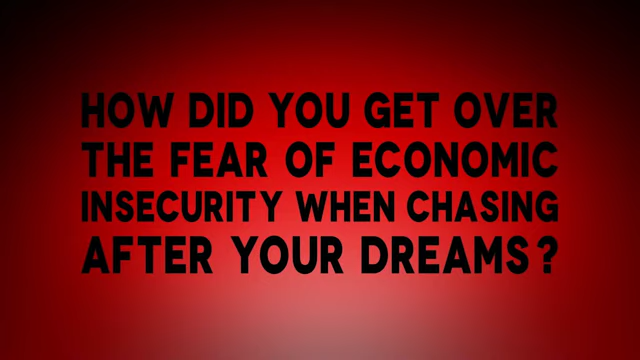 HOW DID YOU GET OVER
THE FEAR OF ECONOMIC
INSECURITY WHEN CHASING
AFTER YOUR DREAMS?